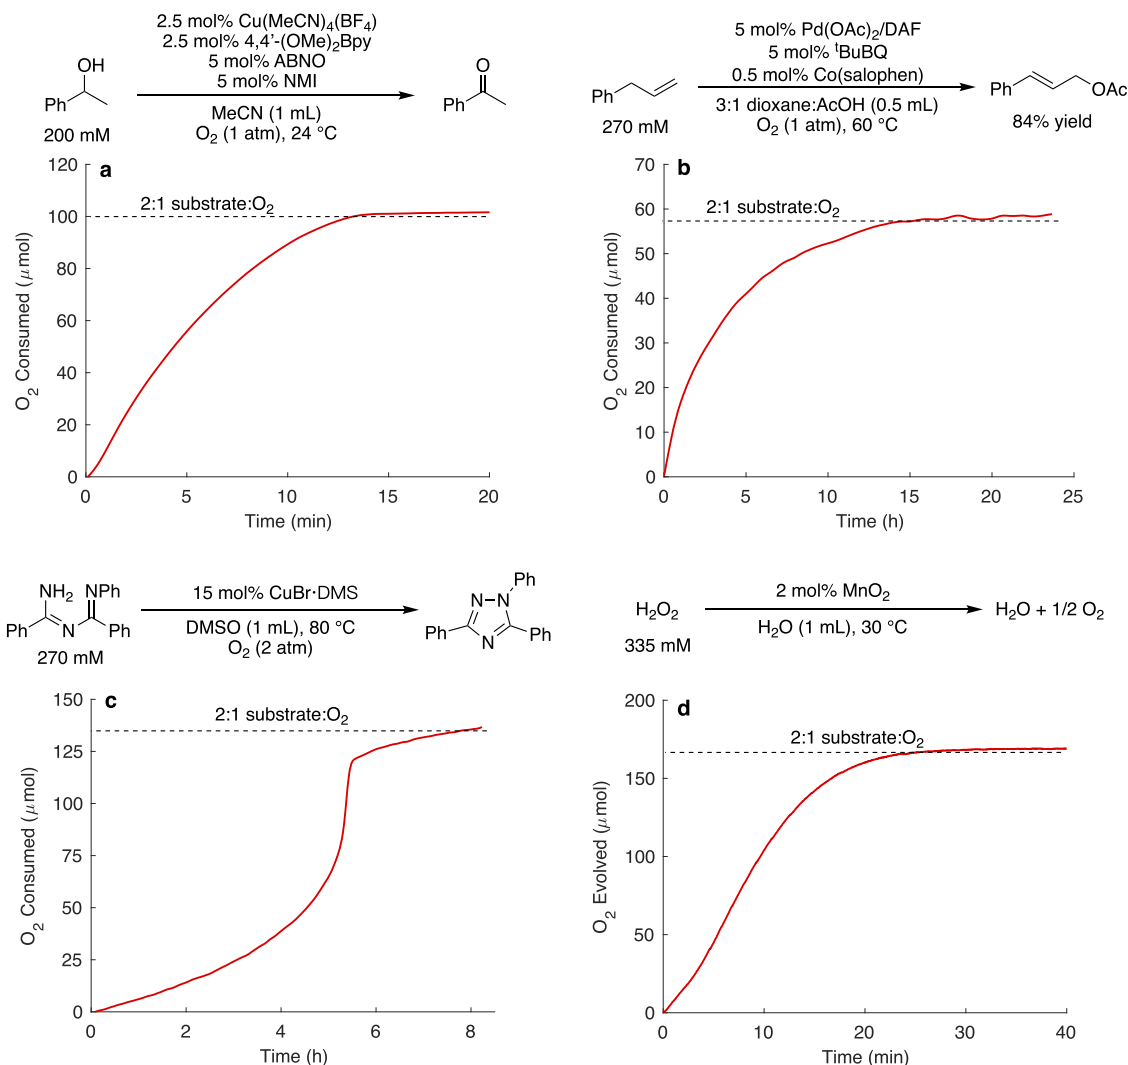 2.5 mol% Cu(MeCN)₄(BF₄)
2.5 mol% 4,4'-(OMe)₂Bpy
5 mol% ABNO
5 mol% NMI
OH
Ph
200 mM
MeCN (1 mL)
O₂ (1 atm), 24 °C
O
Ph
a
120
100
80
60
40
20
0
2:1 substrate:O₂
O₂ Consumed (μmol)
0 5 10 15 20
Time (min)
5 mol% Pd(OAc)₂/DAF
5 mol% ᵗBuBQ
0.5 mol% Co(salophen)
Ph
270 mM
3:1 dioxane:AcOH (0.5 mL)
O₂ (1 atm), 60 °C
Ph
OAc
84% yield
b
70
60
50
40
30
20
10
0
2:1 substrate:O₂
O₂ Consumed (μmol)
0 5 10 15 20 25
Time (h)
NH₂ NPh
Ph N Ph
270 mM
15 mol% CuBr·DMS
DMSO (1 mL), 80 °C
O₂ (2 atm)
Ph
N N
Ph N Ph
c
150
125
100
75
50
25
0
2:1 substrate:O₂
O₂ Consumed (μmol)
0 2 4 6 8
Time (h)
H₂O₂
335 mM
2 mol% MnO₂
H₂O (1 mL), 30 °C
H₂O + 1/2 O₂
d
200
150
100
50
0
2:1 substrate:O₂
O₂ Evolved (μmol)
0 10 20 30 40
Time (min)